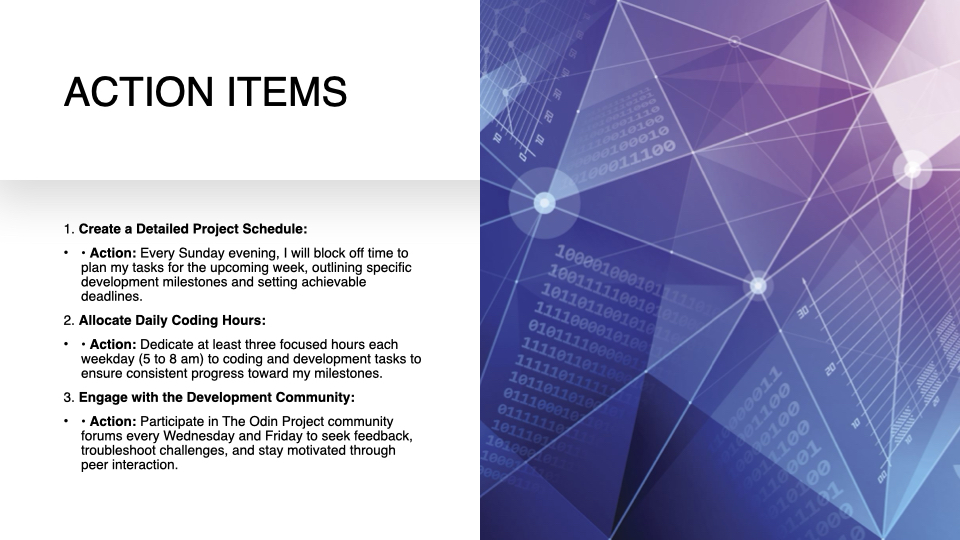 ACTION ITEMS
1. Create a Detailed Project Schedule:
• • Action: Every Sunday evening, I will block off time to
plan my tasks for the upcoming week, outlining specific
development milestones and setting achievable
deadlines.
2. Allocate Daily Coding Hours:
• • Action: Dedicate at least three focused hours each
weekday (5 to 8 am) to coding and development tasks to
ensure consistent progress toward my milestones.
3. Engage with the Development Community:
• • Action: Participate in The Odin Project community
forums every Wednesday and Friday to seek feedback,
troubleshoot challenges, and stay motivated through
peer interaction.